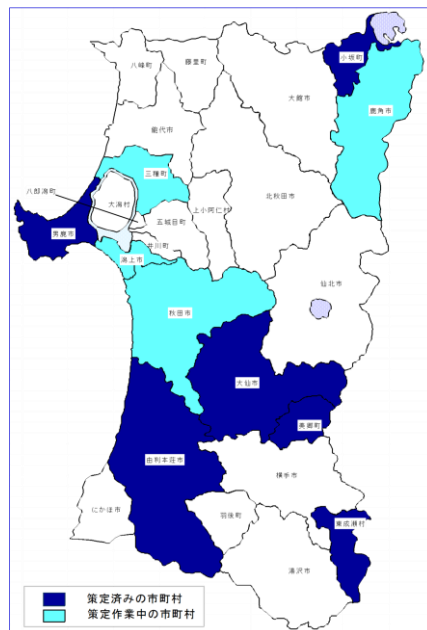 小坂町
八峰町
藤里町
大館市
鹿角市
能代市
三種町
八郎潟町
大潟村
北秋田市
上小阿仁村
五城目町
男鹿市
井川町
潟上市
仙北市
秋田市
大仙市
美郷町
由利本荘市
横手市
にかほ市
羽後町
東成瀬村
湯沢市
策定済みの市町村
策定作業中の市町村